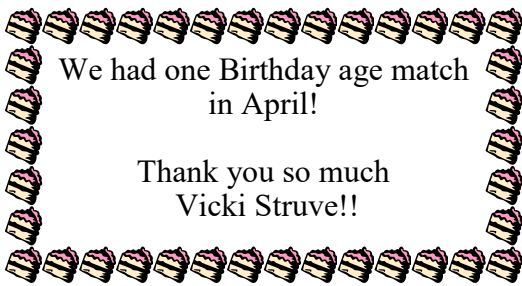 We had one Birthday age match
in April!
Thank you so much
Vicki Struve!!